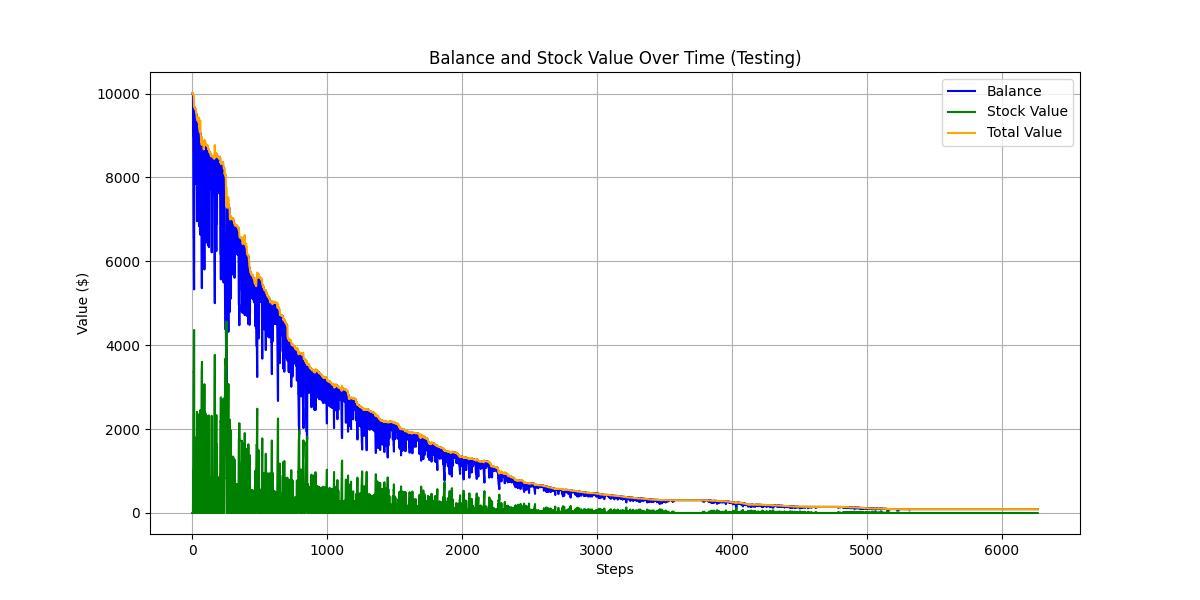 Balance and Stock Value Over Time (Testing)
Balance
Stock Value
Total Value
Value ($)
10000
8000
6000
4000
2000
0
0 1000 2000 3000 4000 5000 6000
Steps